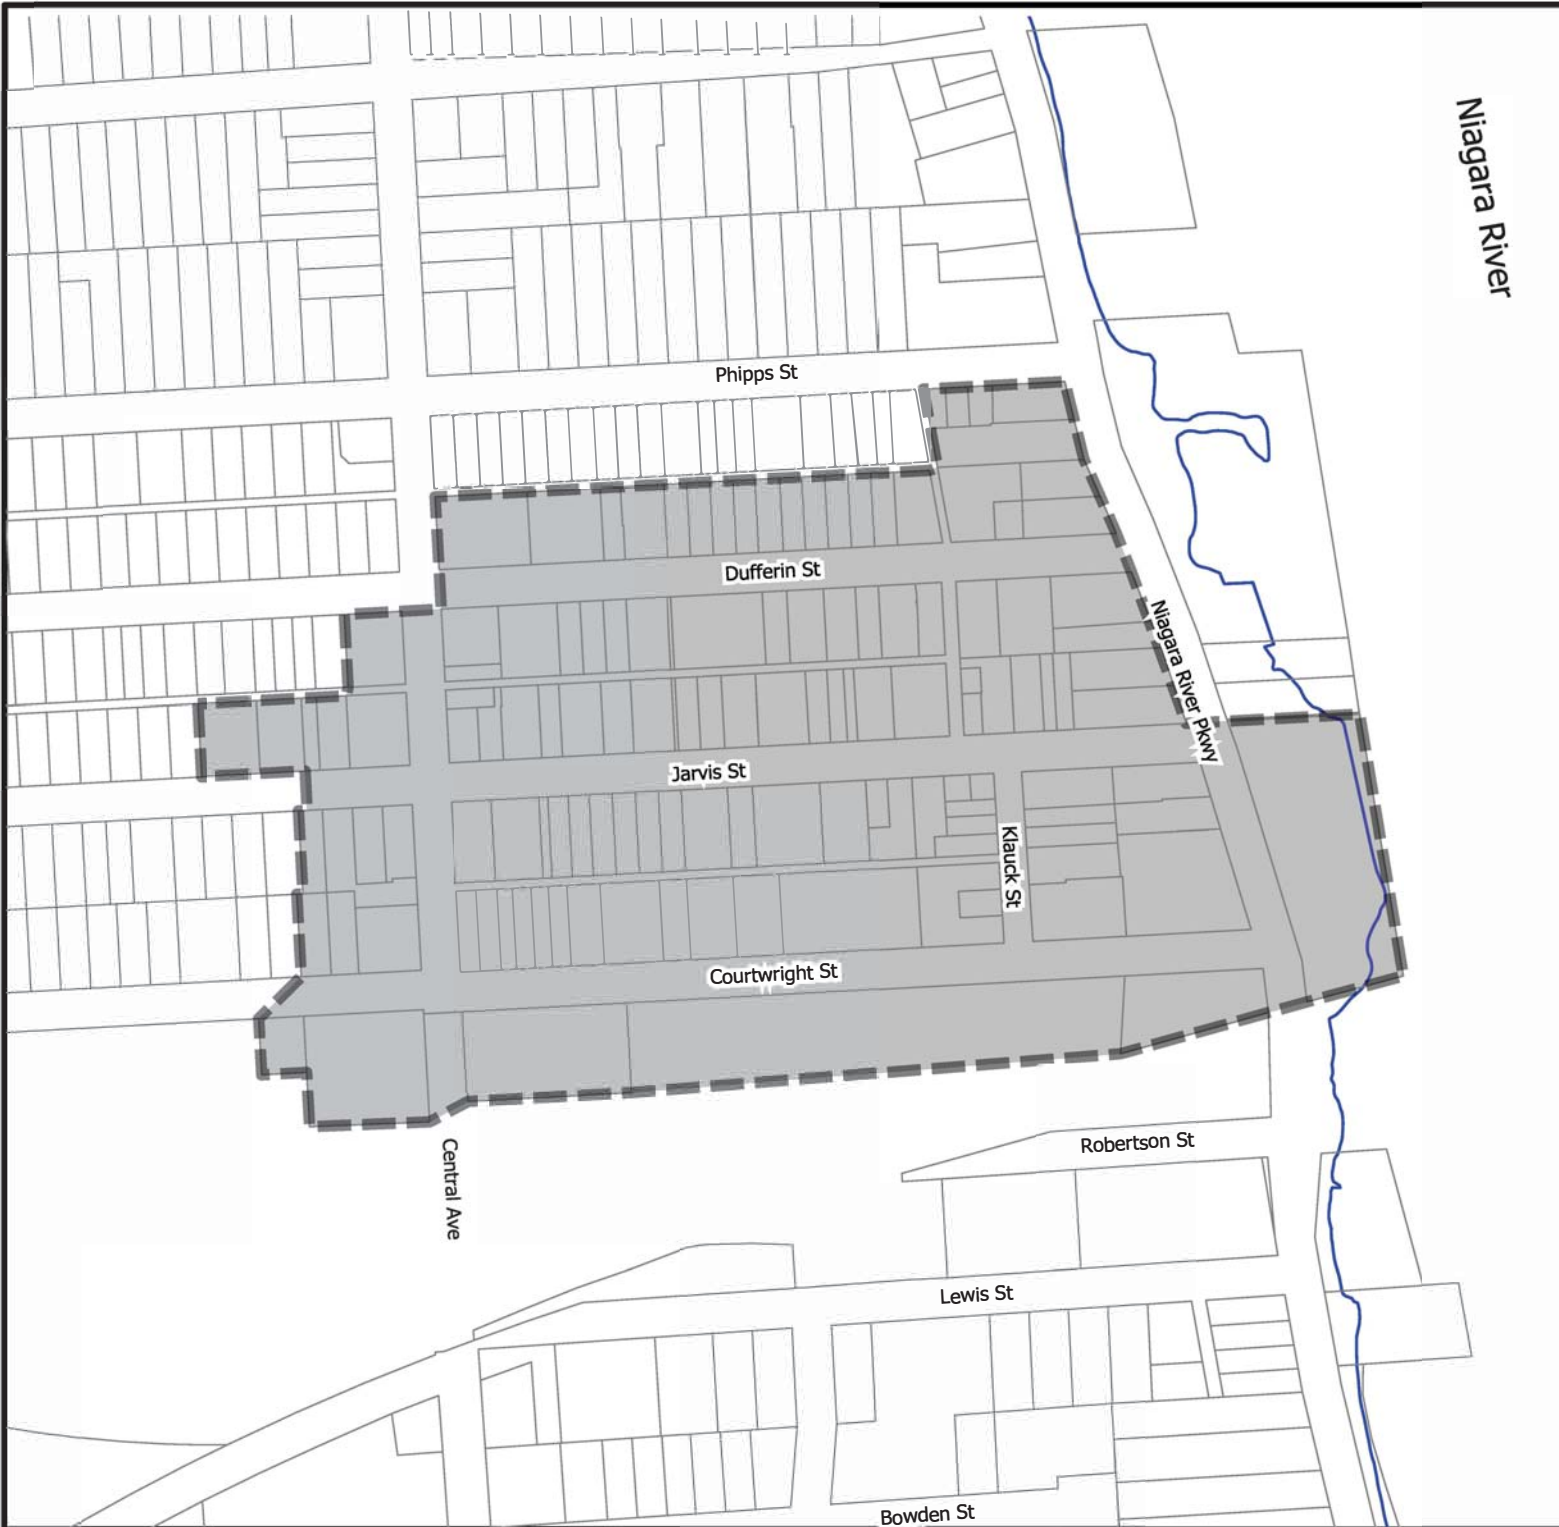 Niagara River
Phipps St
Dufferin St
Niagara River Pkwy
Jarvis St
Klauck St
Courtwright St
Central Ave
Robertson St
Lewis St
Bowden St